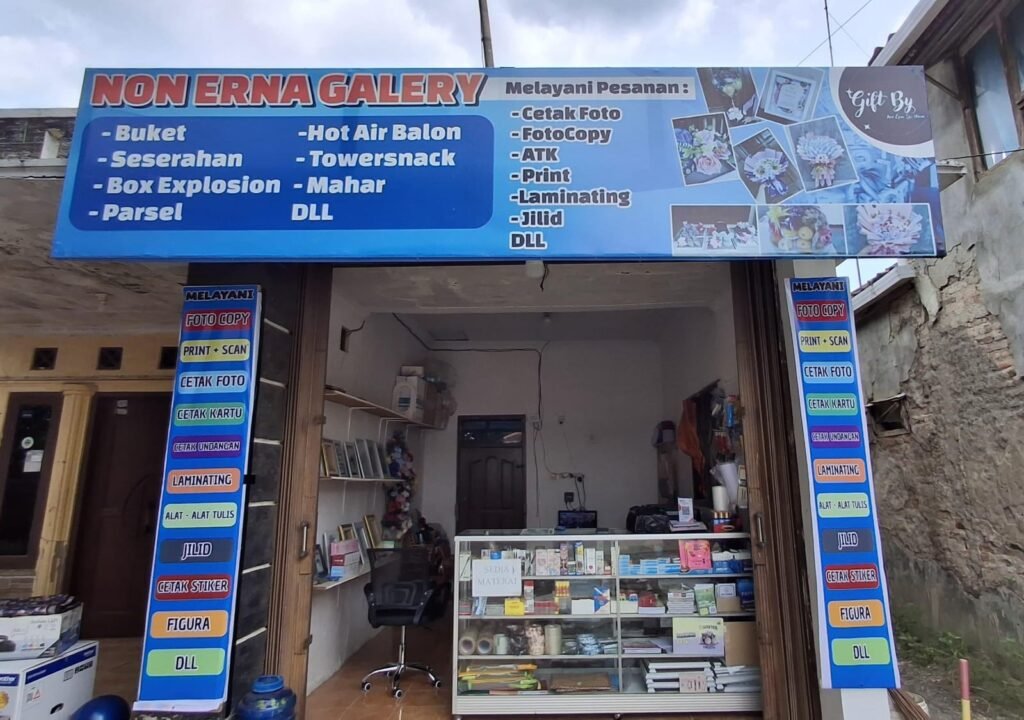 NON ERNA GALERY
- Buket
- Seserahan
- Box Explosion
- Parsel
-Hot Air Balon
- Towersnack
- Mahar
DLL
Melayani Pesanan :
- Cetak Foto
- FotoCopy
- ATK
- Print
-Laminating
- Jilid
DLL
Gift By
MELAYANI
FOTO COPY
PRINT + SCAN
CETAK FOTO
CETAK KARTU
CETAK UNDANGAN
LAMINATING
ALAT - ALAT TULIS
JILID
CETAK STIKER
FIGURA
DLL
SEDIA
MATERAI
MELAYANI
FOTO COPY
PRINT + SCAN
CETAK FOTO
CETAK KARTU
CETAK UNDANGAN
LAMINATING
ALAT - ALAT TULIS
JILID
CETAK STIKER
FIGURA
DLL